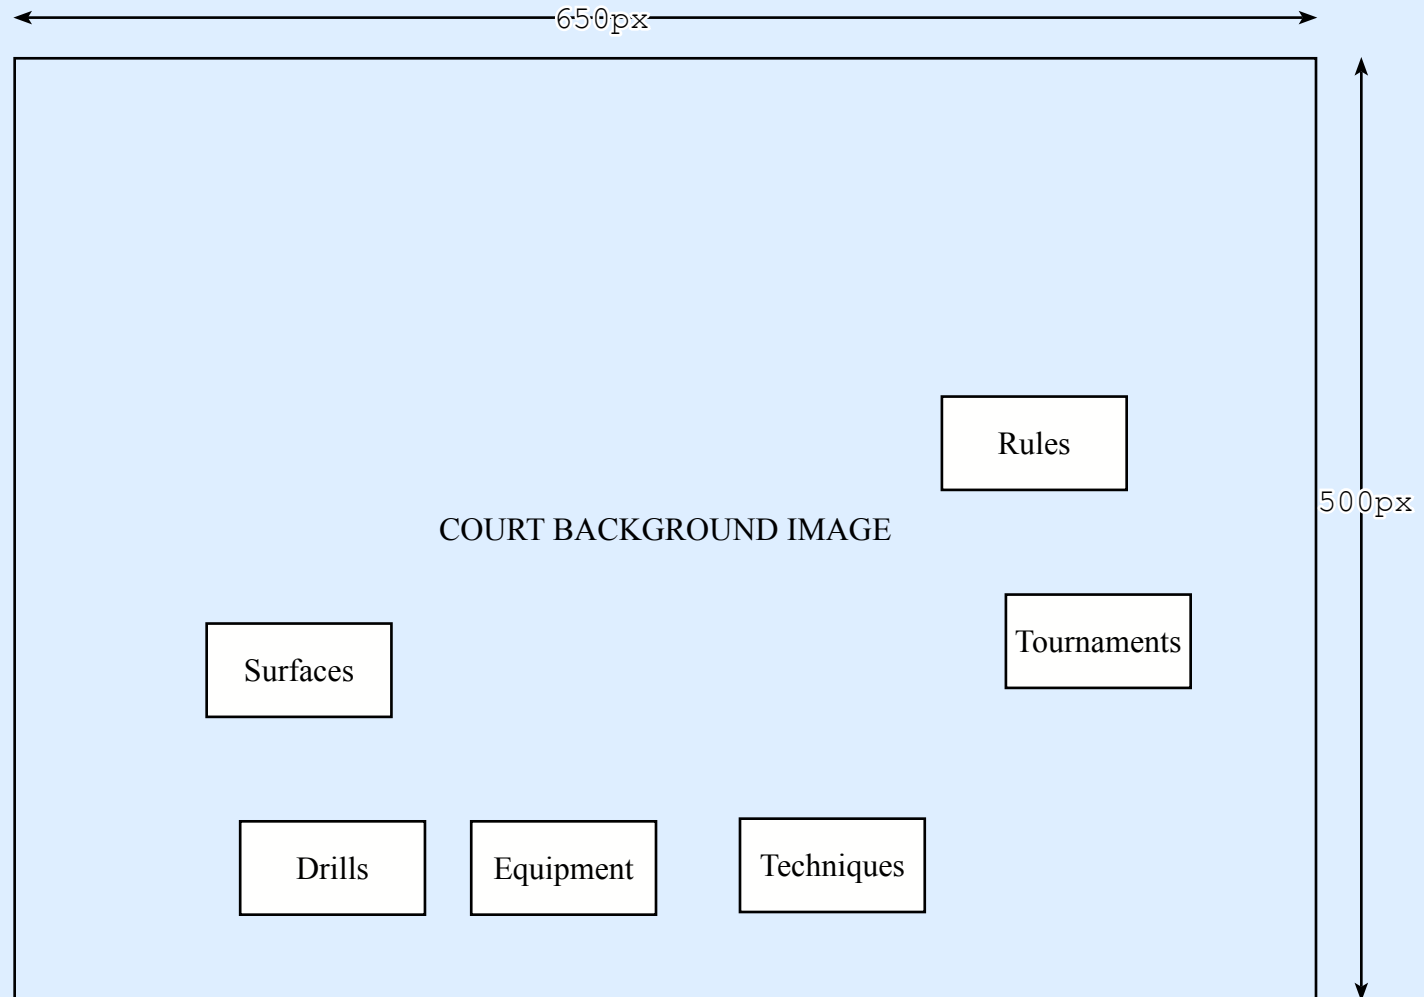 650px
Rules
500px
COURT BACKGROUND IMAGE
Tournaments
Surfaces
Drills
Equipment
Techniques